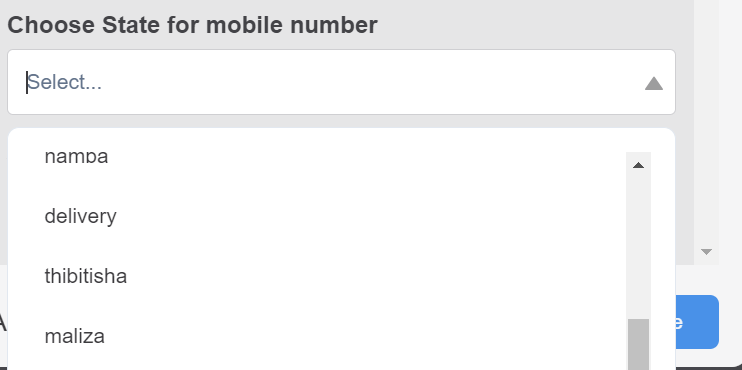 Choose State for mobile number
Select...
namba
delivery
thibitisha
maliza